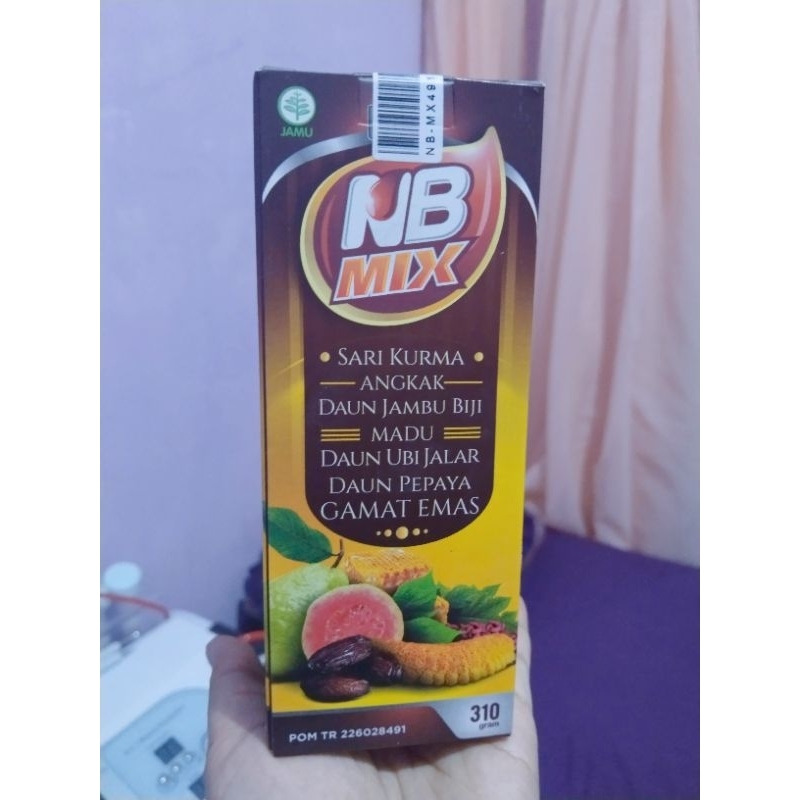 JAMU
NB-MX491
NB
MIX
SARI KURMA
ANGKAK
DAUN JAMBU BIJI
MADU
DAUN UBI JALAR
DAUN PEPAYA
GAMAT EMAS
310
gram
POM TR 226028491